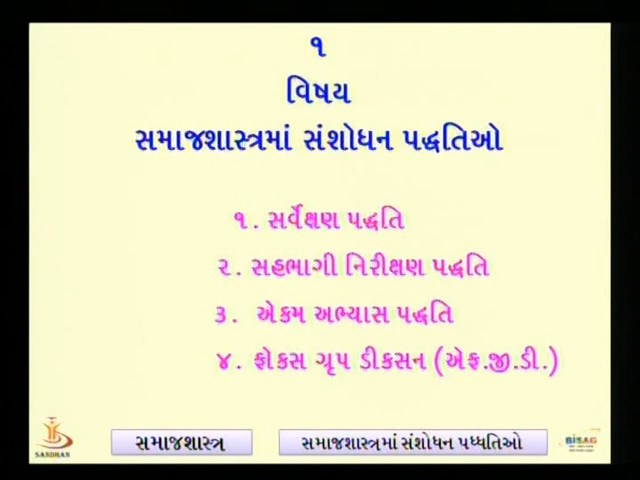 ૧
વિષય
સમાજશાસ્ત્રમાં સંશોધન પદ્ધતિઓ
૧. સર્વેક્ષણ પદ્ધતિ
૨. સહભાગી નિરીક્ષણ પદ્ધતિ
૩. એકમ અભ્યાસ પદ્ધતિ
૪. ફોકસ ગ્રૃપ ડીકસન (એફ.જી.ડી.)
SANDHAN
સમાજશાસ્ત્ર
સમાજશાસ્ત્રમાં સંશોધન પધ્ધતિઓ
BISAG